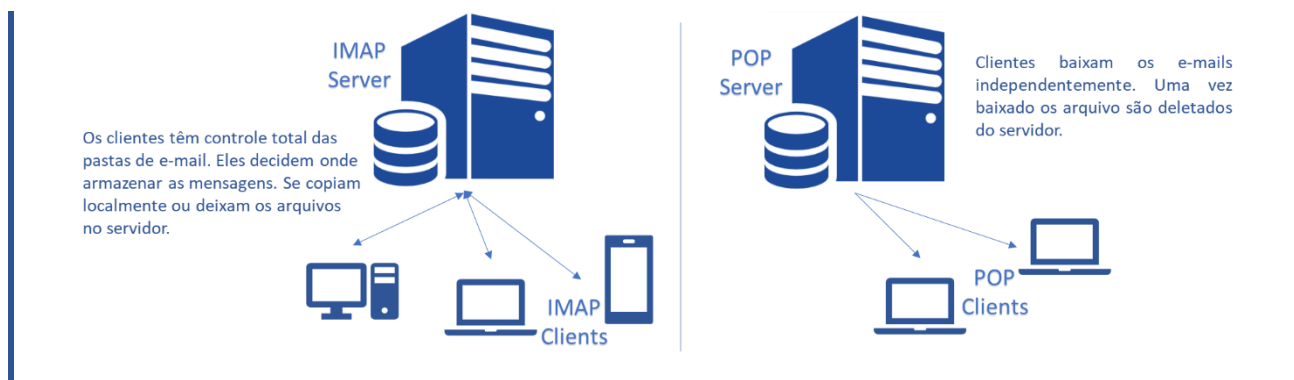 IMAP
Server
Os clientes têm controle total das
pastas de e-mail. Eles decidem onde
armazenar as mensagens. Se copiam
localmente ou deixam os arquivos
no servidor.
IMAP
Clients
POP
Server
Clientes baixam os e-mails
independentemente. Uma vez
baixado os arquivo são deletados
do servidor.
POP
Clients